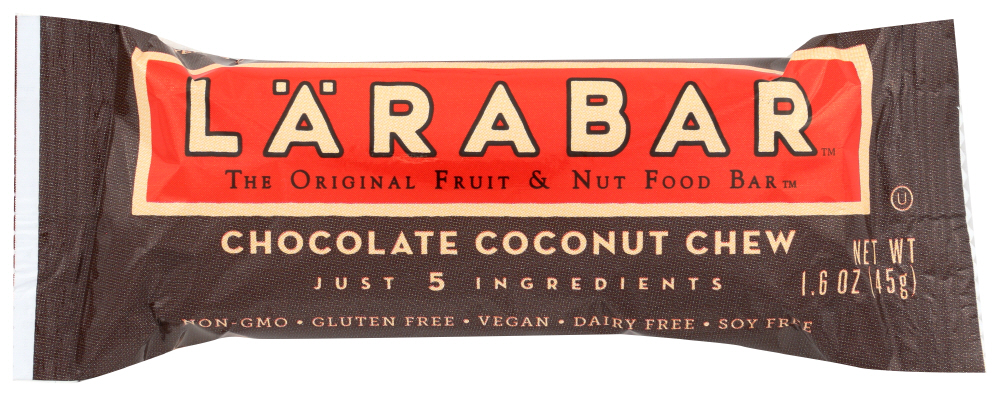 LÄRABAR™
THE ORIGINAL FRUIT & NUT FOOD BAR™
U
CHOCOLATE COCONUT CHEW
NET WT
1.6 OZ (45g)
JUST 5 INGREDIENTS
NON-GMO • GLUTEN FREE • VEGAN • DAIRY FREE • SOY FREE